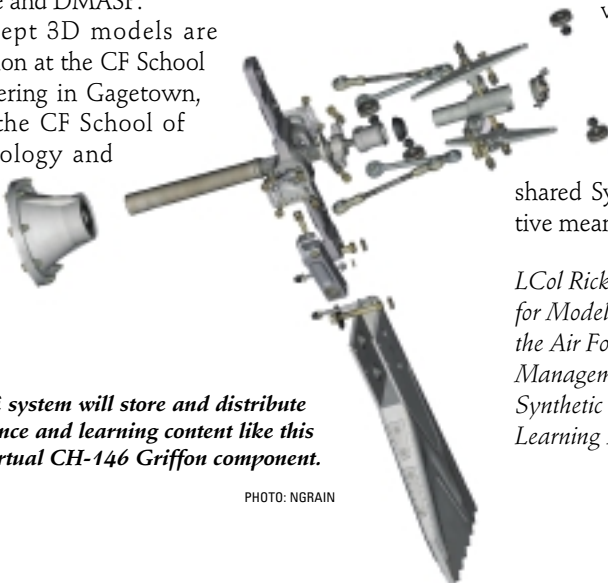 e and DMASP.
ept 3D models are
ion at the CF School
ering in Gagetown,
the CF School of
ology and
system will store and distribute
nce and learning content like this
rtual CH-146 Griffon component.
PHOTO: NGRAIN
shared Sy
tive mean
LCol Rick
for Model
the Air Fo
Managem
Synthetic
Learning